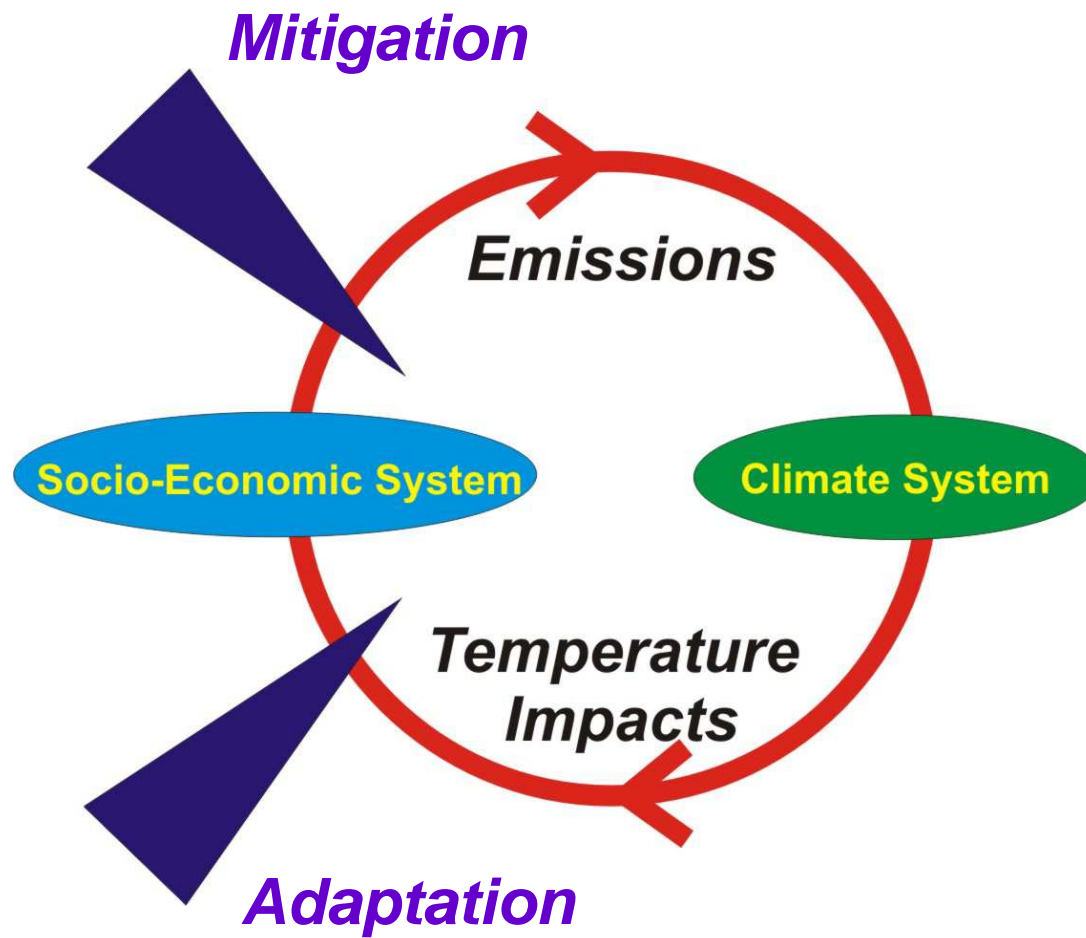 Mitigation
Emissions
Socio-Economic System
Climate System
Temperature
Impacts
Adaptation